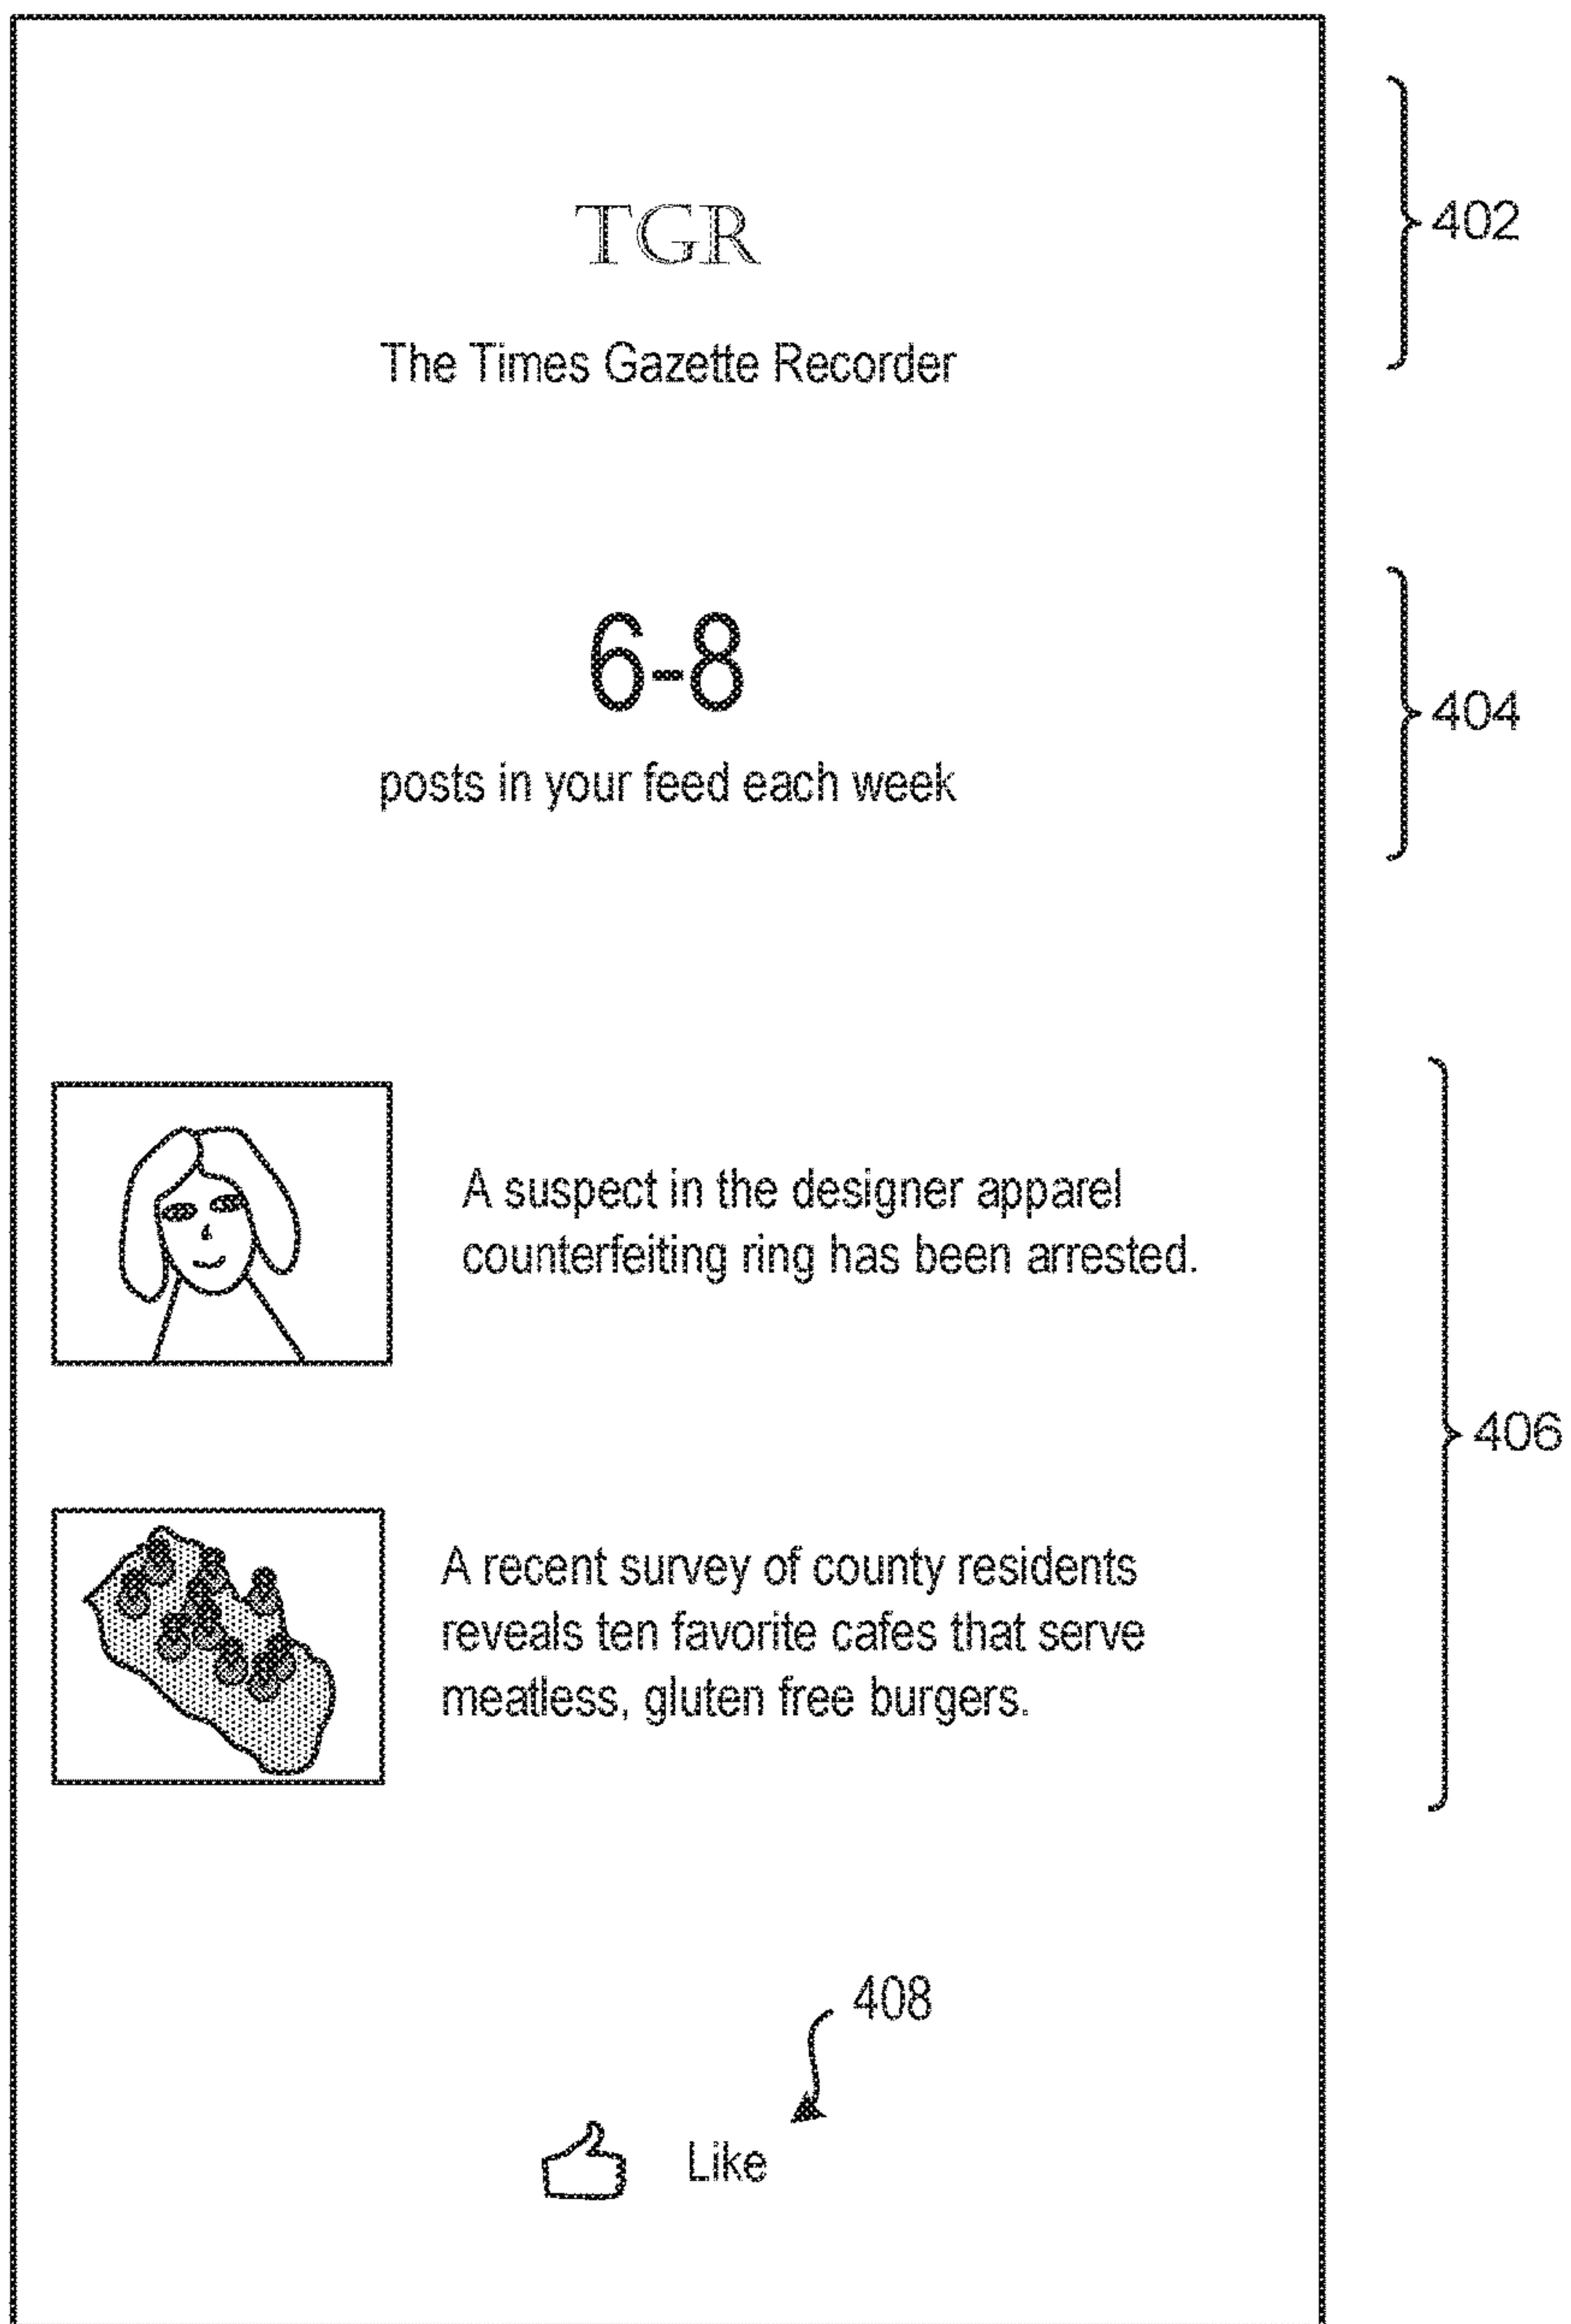 TGR
402
The Times Gazette Recorder
6-8
404
posts in your feed each week
A suspect in the designer apparel
counterfeiting ring has been arrested.
406
A recent survey of county residents
reveals ten favorite cafes that serve
meatless, gluten free burgers.
408
Like